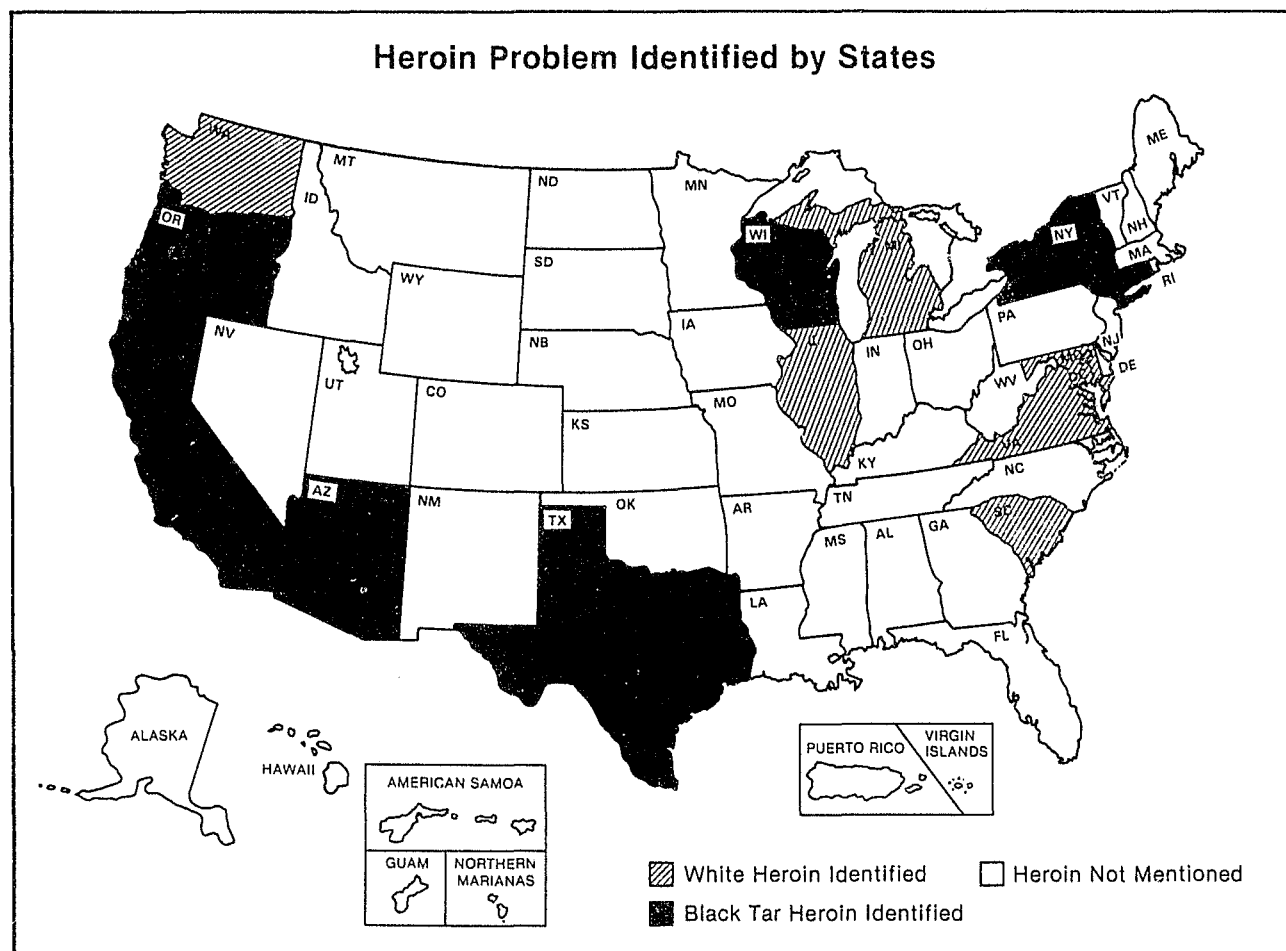 Heroin Problem Identified by States
WA
MT
ND
MN
ME
OR
ID
WI
VT
NH
NY
MA
RI
MI
SD
WY
NV
IA
PA
NJ
NB
IL
IN
OH
DE
UT
WV
CO
MO
KS
KY
VA
NC
AZ
NM
OK
TX
AR
TN
SC
MS
AL
GA
LA
FL
ALASKA
HAWAII
AMERICAN SAMOA
GUAM
NORTHERN
MARIANAS
PUERTO RICO
VIRGIN
ISLANDS
White Heroin Identified
Heroin Not Mentioned
Black Tar Heroin Identified